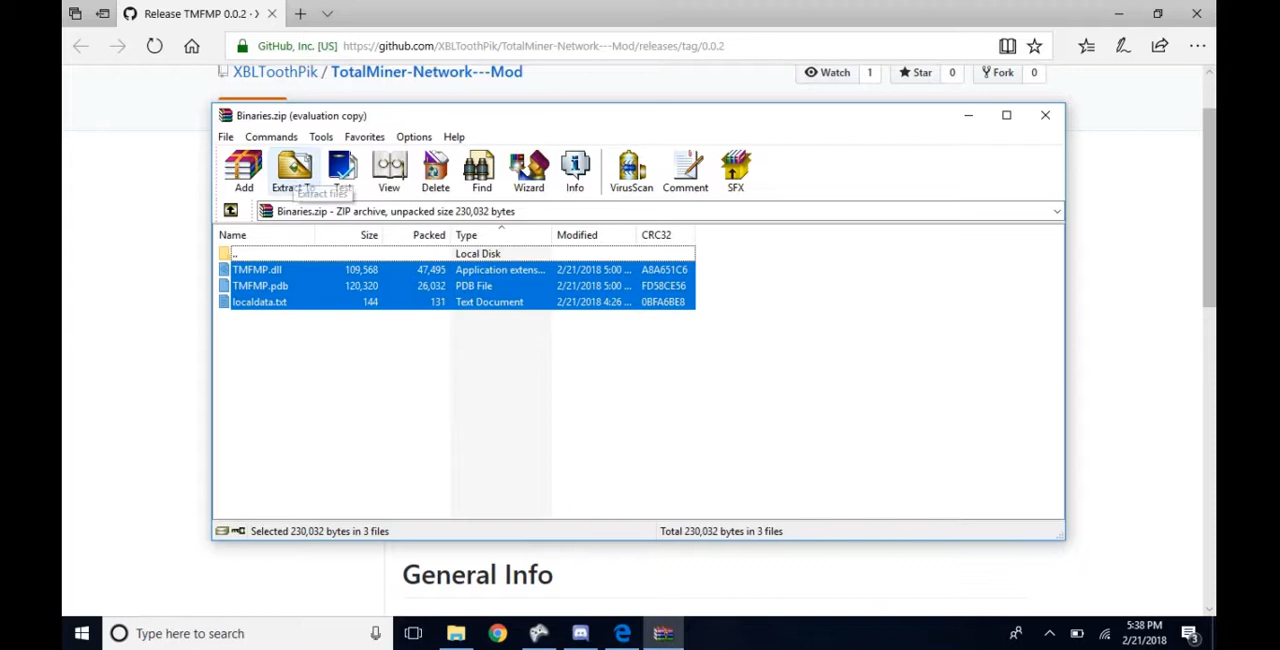 Release TMFMP 0.0.2 ·
GitHub, Inc. [US] https://github.com/XBLToothPik/TotalMiner-Network---Mod/releases/tag/0.0.2
XBLToothPik / TotalMiner-Network---Mod
Watch 1 Star 0 Fork 0
Binaries.zip (evaluation copy)
File Commands Tools Favorites Options Help
Add Extract To Test View Delete Find Wizard Info VirusScan Comment SFX
Extract files
Binaries.zip - ZIP archive, unpacked size 230,032 bytes
Name Size Packed Type Modified CRC32
.. Local Disk
TMFMP.dll 109,568 47,495 Application extens... 2/21/2018 5:00 ... A8A651C6
TMFMP.pdb 120,320 26,032 PDB File 2/21/2018 5:00 ... FD58CE56
localdata.txt 144 131 Text Document 2/21/2018 4:26 ... 0BFA6BE8
Selected 230,032 bytes in 3 files Total 230,032 bytes in 3 files
General Info
Type here to search
5:38 PM
2/21/2018
3